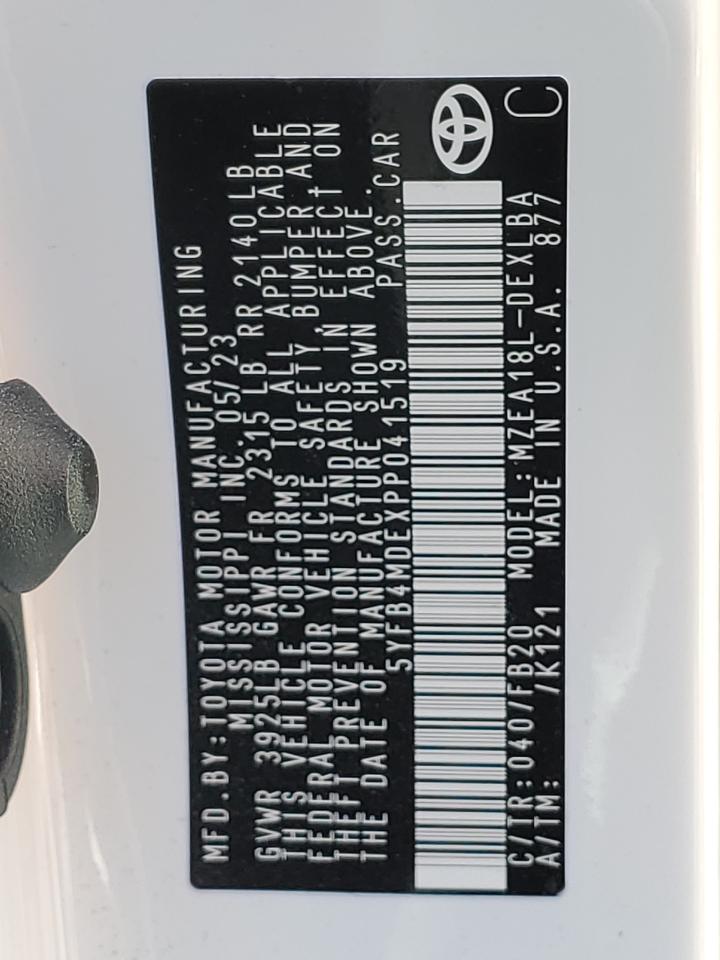 MFD.BY:TOYOTA MOTOR MANUFACTURING
MISSISSIPPI INC. 05/23
GVWR 3925LB GAWR FR 2315 LB RR 2140LB
THIS VEHICLE CONFORMS TO ALL APPLICABLE
FEDERAL MOTOR VEHICLE SAFETY, BUMPER AND
THEFT PREVENTION STANDARDS IN EFFECT ON
THE DATE OF MANUFACTURE SHOWN ABOVE.
5YFB4MDEXPP041519 PASS.CAR
C/TR:040/FB20 MODEL:MZEA18L-DEXLBA
A/TM: /K121 MADE IN U.S.A. 877
C